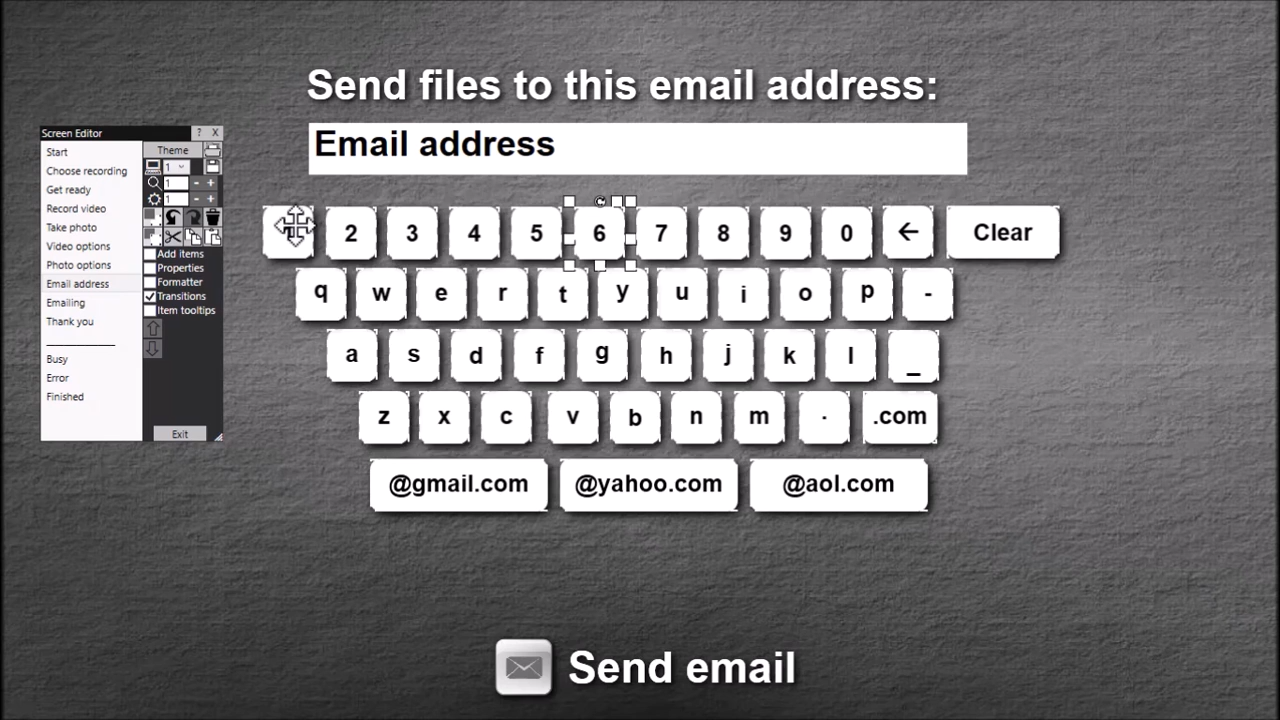 Send files to this email address:
Email address
Screen Editor ? X
Start
Choose recording
Get ready
Record video
Take photo
Video options
Photo options
Email address
Emailing
Thank you
Busy
Error
Finished
Theme
1
1
- +
1
- +
Add items
Properties
Formatter
Transitions
Item tooltips
Exit
2 3 4 5 6 7 8 9 0 ← Clear
q w e r t y u i o p -
a s d f g h j k l _
z x c v b n m . .com
@gmail.com @yahoo.com @aol.com
Send email